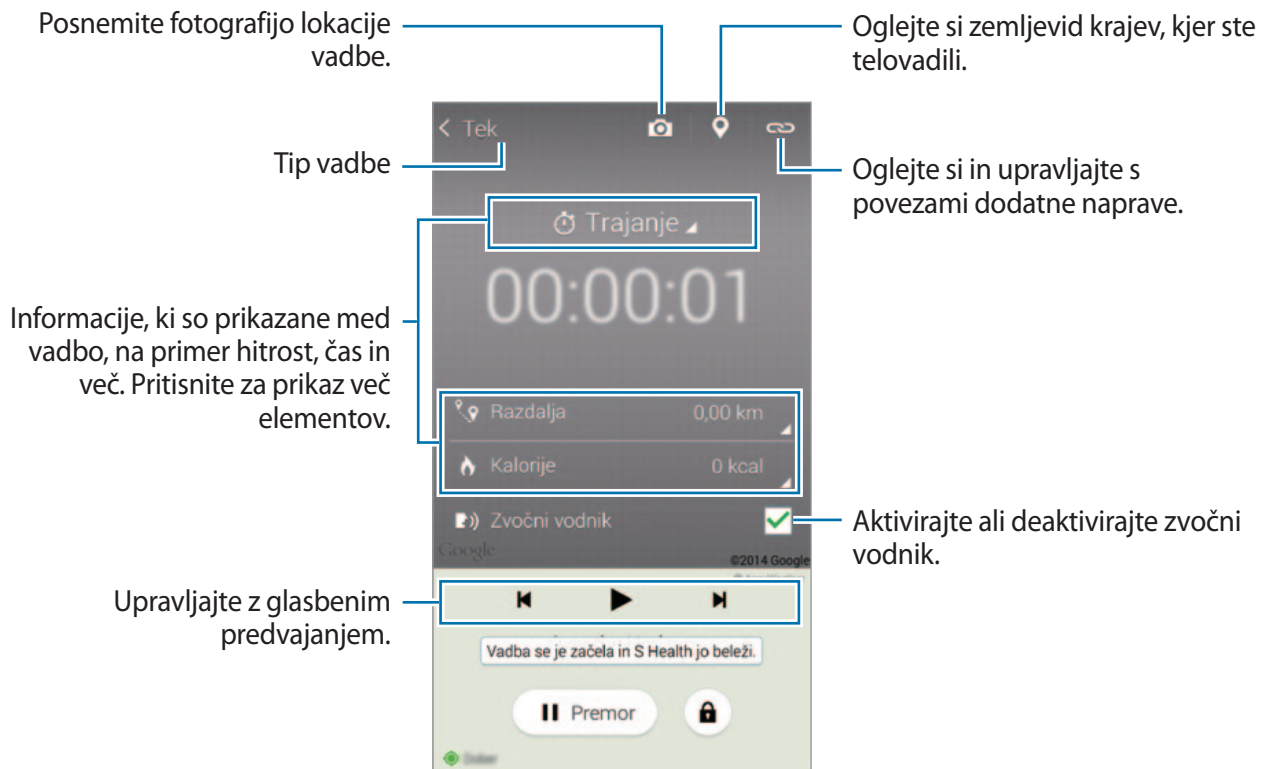 Posnemite fotografijo lokacije
vadbe.
Oglejte si zemljevid krajev, kjer ste
telovadili.
Tek
Tip vadbe
Oglejte si in upravljajte s
povezami dodatne naprave.
Trajanje
00:00:01
Informacije, ki so prikazane med
vadbo, na primer hitrost, čas in
več. Pritisnite za prikaz več
elementov.
Razdalja 0,00 km
Kalorije 0 kcal
Zvočni vodnik
Aktivirajte ali deaktivirajte zvočni
vodnik.
Google
©2014 Google
Upravljajte z glasbenim
predvajanjem.
Vadba se je začela in S Health jo beleži.
Premor
Dober